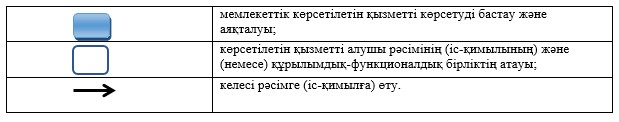 мемлекеттік көрсетілетін қызметті көрсетуді бастау және
аяқталуы;
көрсетілетін қызметті алушы рәсімінің (іс-қимылының) және
(немесе) құрылымдық-функционалдық бірліктің атауы;
келесі рәсімге (іс-қимылға) өту.